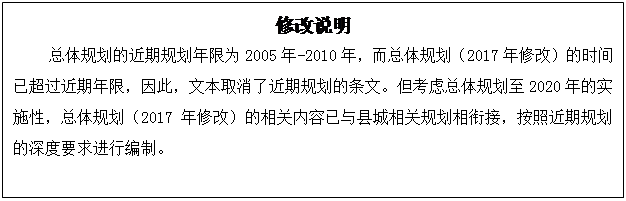 修改说明
总体规划的近期规划年限为 2005 年-2010 年，而总体规划（2017 年修改）的时间
已超过近期年限，因此，文本取消了近期规划的条文。但考虑总体规划至 2020 年的实
施性，总体规划（2017 年修改）的相关内容已与县城相关规划相衔接，按照近期规划
的深度要求进行编制。